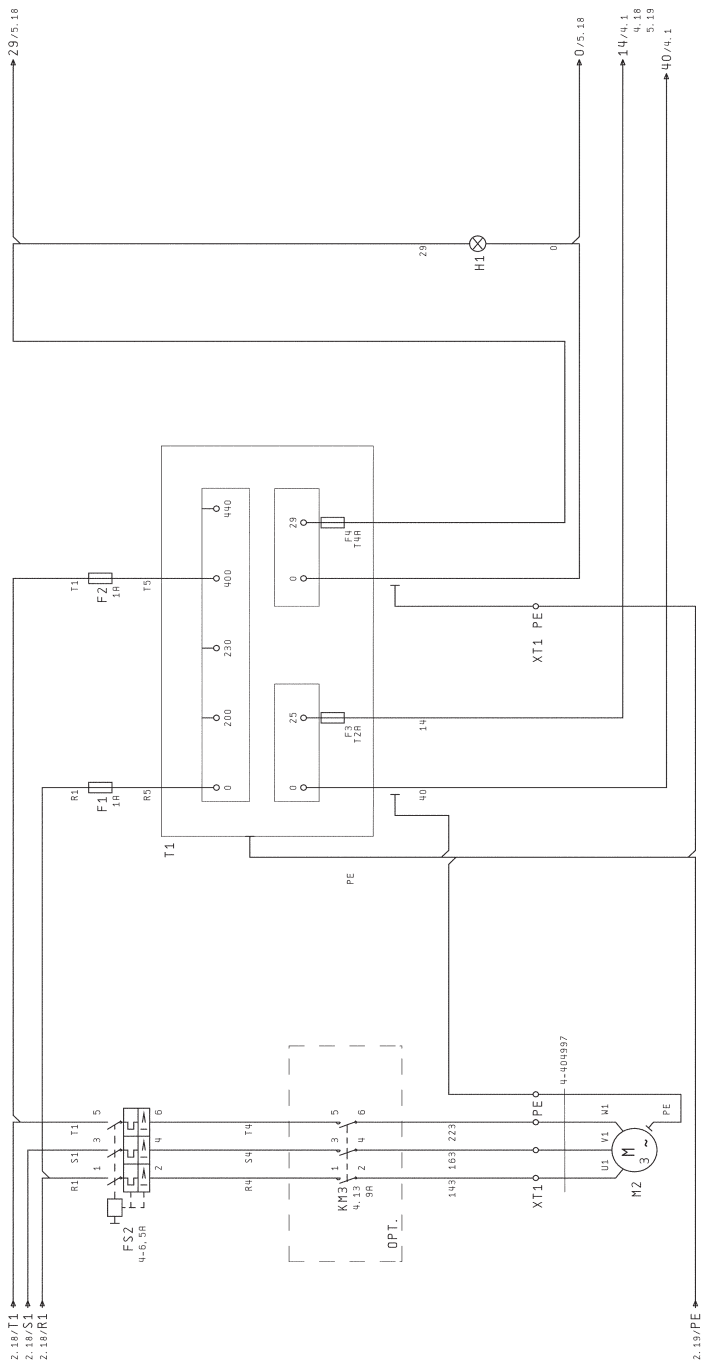 2.18/T1
2.18/S1
2.18/R1
R1
1
S1
3
T1
5
FS2
4-6,5A
2
4
6
R4
S4
T4
OPT.
KM3
4.13
9A
1
3
5
2
4
6
143
163
223
XT1
PE
4-404997
U1
V1
W1
PE
M2
M
3 ~
R1
F1
1A
R5
T1
F2
1A
T5
T1
0
200
230
400
440
0
25
0
29
F3
T2A
F4
T4A
PE
40
14
XT1 PE
29
H1
0
29/5.18
0/5.18
14/4.1
4.18
5.19
40/4.1
2.19/PE